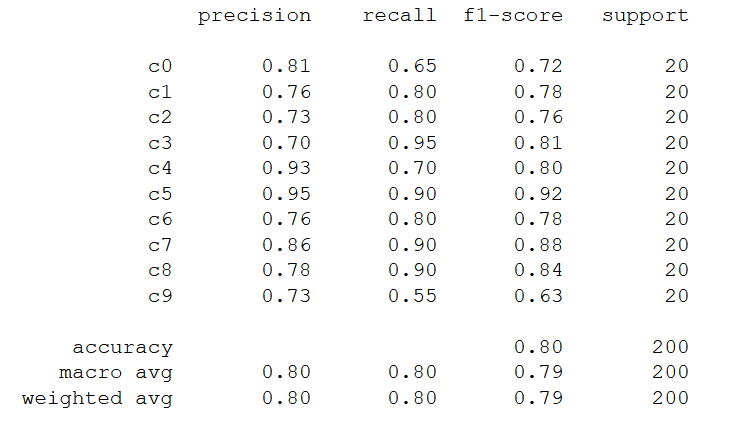 precision recall f1-score support
c0 0.81 0.65 0.72 20
c1 0.76 0.80 0.78 20
c2 0.73 0.80 0.76 20
c3 0.70 0.95 0.81 20
c4 0.93 0.70 0.80 20
c5 0.95 0.90 0.92 20
c6 0.76 0.80 0.78 20
c7 0.86 0.90 0.88 20
c8 0.78 0.90 0.84 20
c9 0.73 0.55 0.63 20
accuracy 0.80 200
macro avg 0.80 0.80 0.79 200
weighted avg 0.80 0.80 0.79 200